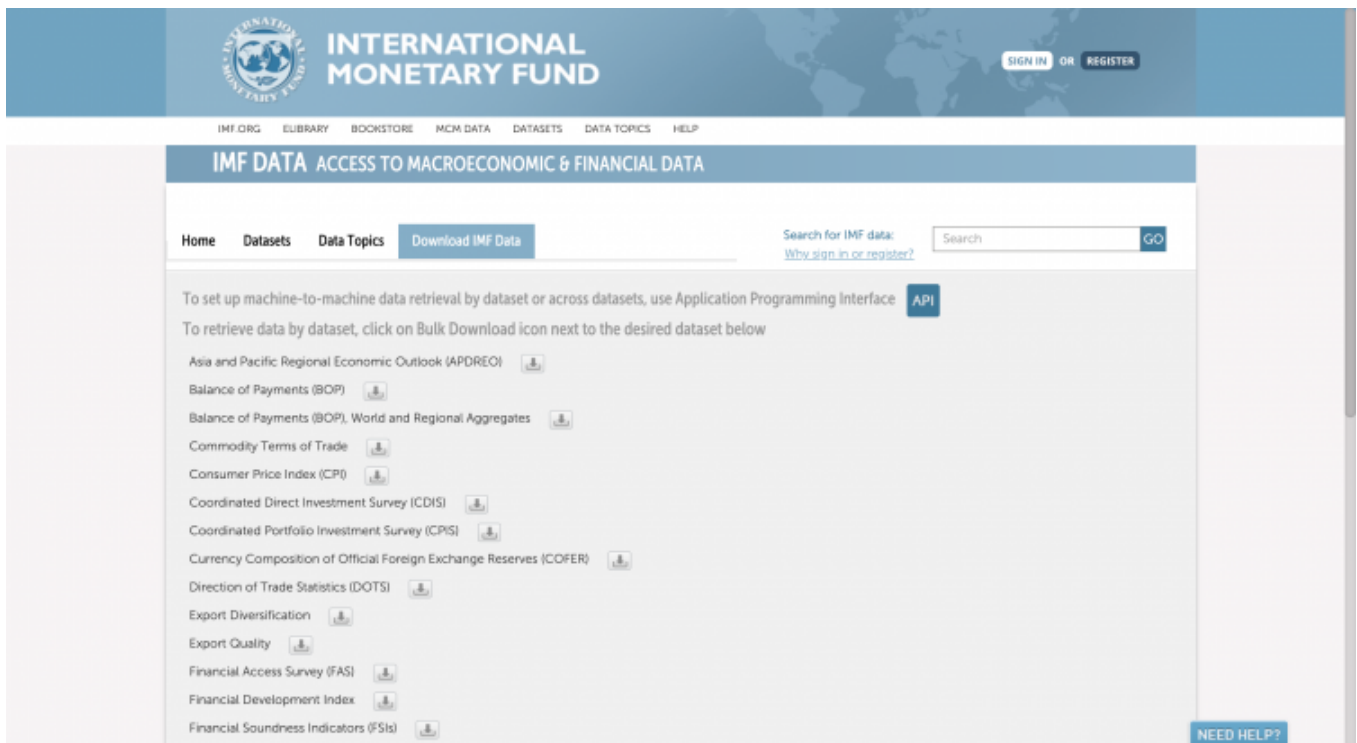 INTERNATIONAL
MONETARY FUND
INTERNATIONAL MONETARY FUND
SIGN IN OR REGISTER
IMF.ORG ELIBRARY BOOKSTORE MCM DATA DATASETS DATA TOPICS HELP
IMF DATA ACCESS TO MACROECONOMIC & FINANCIAL DATA
Home Datasets Data Topics Download IMF Data
Search for IMF data:
Why sign in or register?
Search GO
To set up machine-to-machine data retrieval by dataset or across datasets, use Application Programming Interface API
To retrieve data by dataset, click on Bulk Download icon next to the desired dataset below
Asia and Pacific Regional Economic Outlook (APDREO)
Balance of Payments (BOP)
Balance of Payments (BOP), World and Regional Aggregates
Commodity Terms of Trade
Consumer Price Index (CPI)
Coordinated Direct Investment Survey (CDIS)
Coordinated Portfolio Investment Survey (CPIS)
Currency Composition of Official Foreign Exchange Reserves (COFER)
Direction of Trade Statistics (DOTS)
Export Diversification
Export Quality
Financial Access Survey (FAS)
Financial Development Index
Financial Soundness Indicators (FSIs)
NEED HELP?